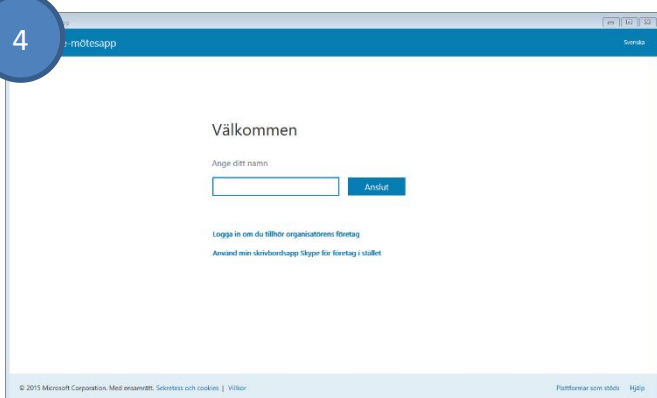 4
e-mötesapp
Svenska
Välkommen
Ange ditt namn
Anslut
Logga in om du tillhör organisatörens företag
Använd min skrivbordsapp Skype för företag i stället
© 2015 Microsoft Corporation. Med ensamrätt. Sekretess och cookies | Villkor
Plattformar som stöds Hjälp